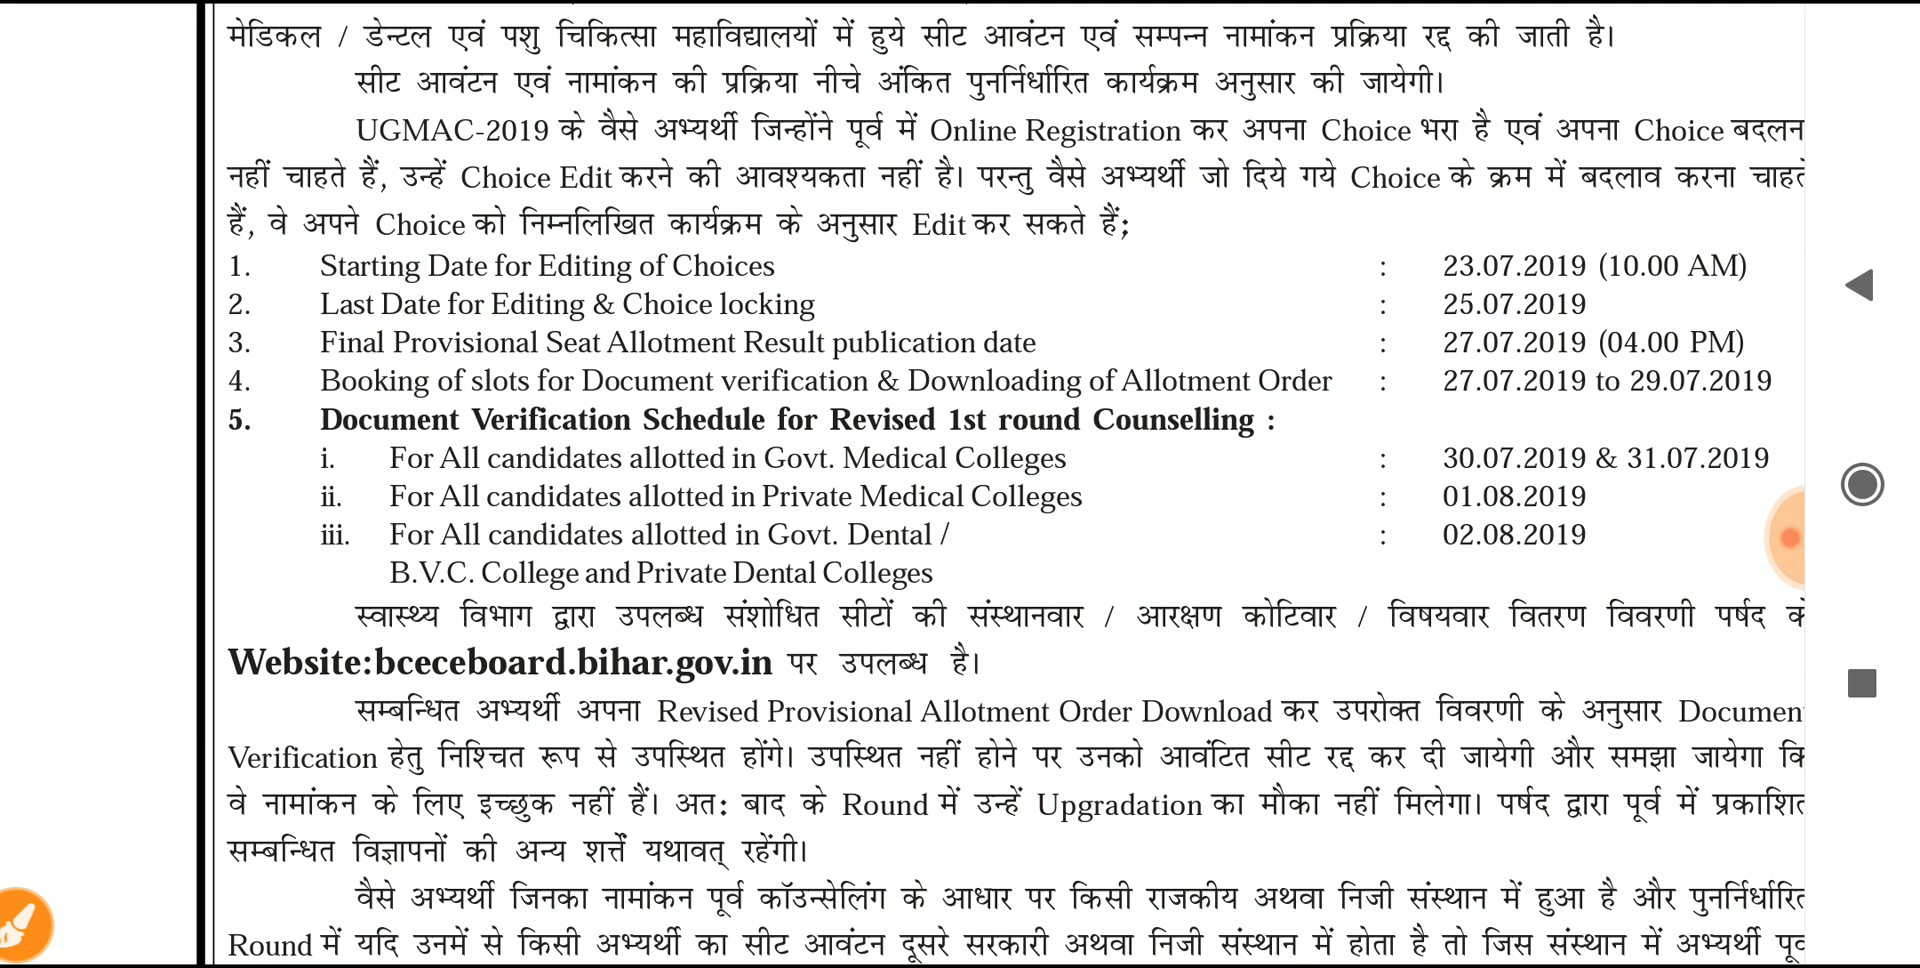 मेडिकल / डेन्टल एवं पशु चिकित्सा महाविद्यालयों में हुये सीट आवंटन एवं सम्पन्न नामांकन प्रक्रिया रद्द की जाती है।
सीट आवंटन एवं नामांकन की प्रक्रिया नीचे अंकित पुनर्निर्धारित कार्यक्रम अनुसार की जायेगी।
UGMAC-2019 के वैसे अभ्यर्थी जिन्होंने पूर्व में Online Registration कर अपना Choice भरा है एवं अपना Choice बदलन
नहीं चाहते हैं, उन्हें Choice Edit करने की आवश्यकता नहीं है। परन्तु वैसे अभ्यर्थी जो दिये गये Choice के क्रम में बदलाव करना चाहते
हैं, वे अपने Choice को निम्नलिखित कार्यक्रम के अनुसार Edit कर सकते हैं;
1. Starting Date for Editing of Choices : 23.07.2019 (10.00 AM)
2. Last Date for Editing & Choice locking : 25.07.2019
3. Final Provisional Seat Allotment Result publication date : 27.07.2019 (04.00 PM)
4. Booking of slots for Document verification & Downloading of Allotment Order : 27.07.2019 to 29.07.2019
5. Document Verification Schedule for Revised 1st round Counselling :
i. For All candidates allotted in Govt. Medical Colleges : 30.07.2019 & 31.07.2019
ii. For All candidates allotted in Private Medical Colleges : 01.08.2019
iii. For All candidates allotted in Govt. Dental / : 02.08.2019
B.V.C. College and Private Dental Colleges
स्वास्थ्य विभाग द्वारा उपलब्ध संशोधित सीटों की संस्थानवार / आरक्षण कोटिवार / विषयवार वितरण विवरणी पर्षद के
Website:bceceboard.bihar.gov.in पर उपलब्ध है।
सम्बन्धित अभ्यर्थी अपना Revised Provisional Allotment Order Download कर उपरोक्त विवरणी के अनुसार Document
Verification हेतु निश्चित रूप से उपस्थित होंगे। उपस्थित नहीं होने पर उनको आवंटित सीट रद्द कर दी जायेगी और समझा जायेगा कि
वे नामांकन के लिए इच्छुक नहीं हैं। अतः बाद के Round में उन्हें Upgradation का मौका नहीं मिलेगा। पर्षद द्वारा पूर्व में प्रकाशित
सम्बन्धित विज्ञापनों की अन्य शर्त्तें यथावत् रहेंगी।
वैसे अभ्यर्थी जिनका नामांकन पूर्व कॉउन्सेलिंग के आधार पर किसी राजकीय अथवा निजी संस्थान में हुआ है और पुनर्निर्धारित
Round में यदि उनमें से किसी अभ्यर्थी का सीट आवंटन दूसरे सरकारी अथवा निजी संस्थान में होता है तो जिस संस्थान में अभ्यर्थी पूर्व